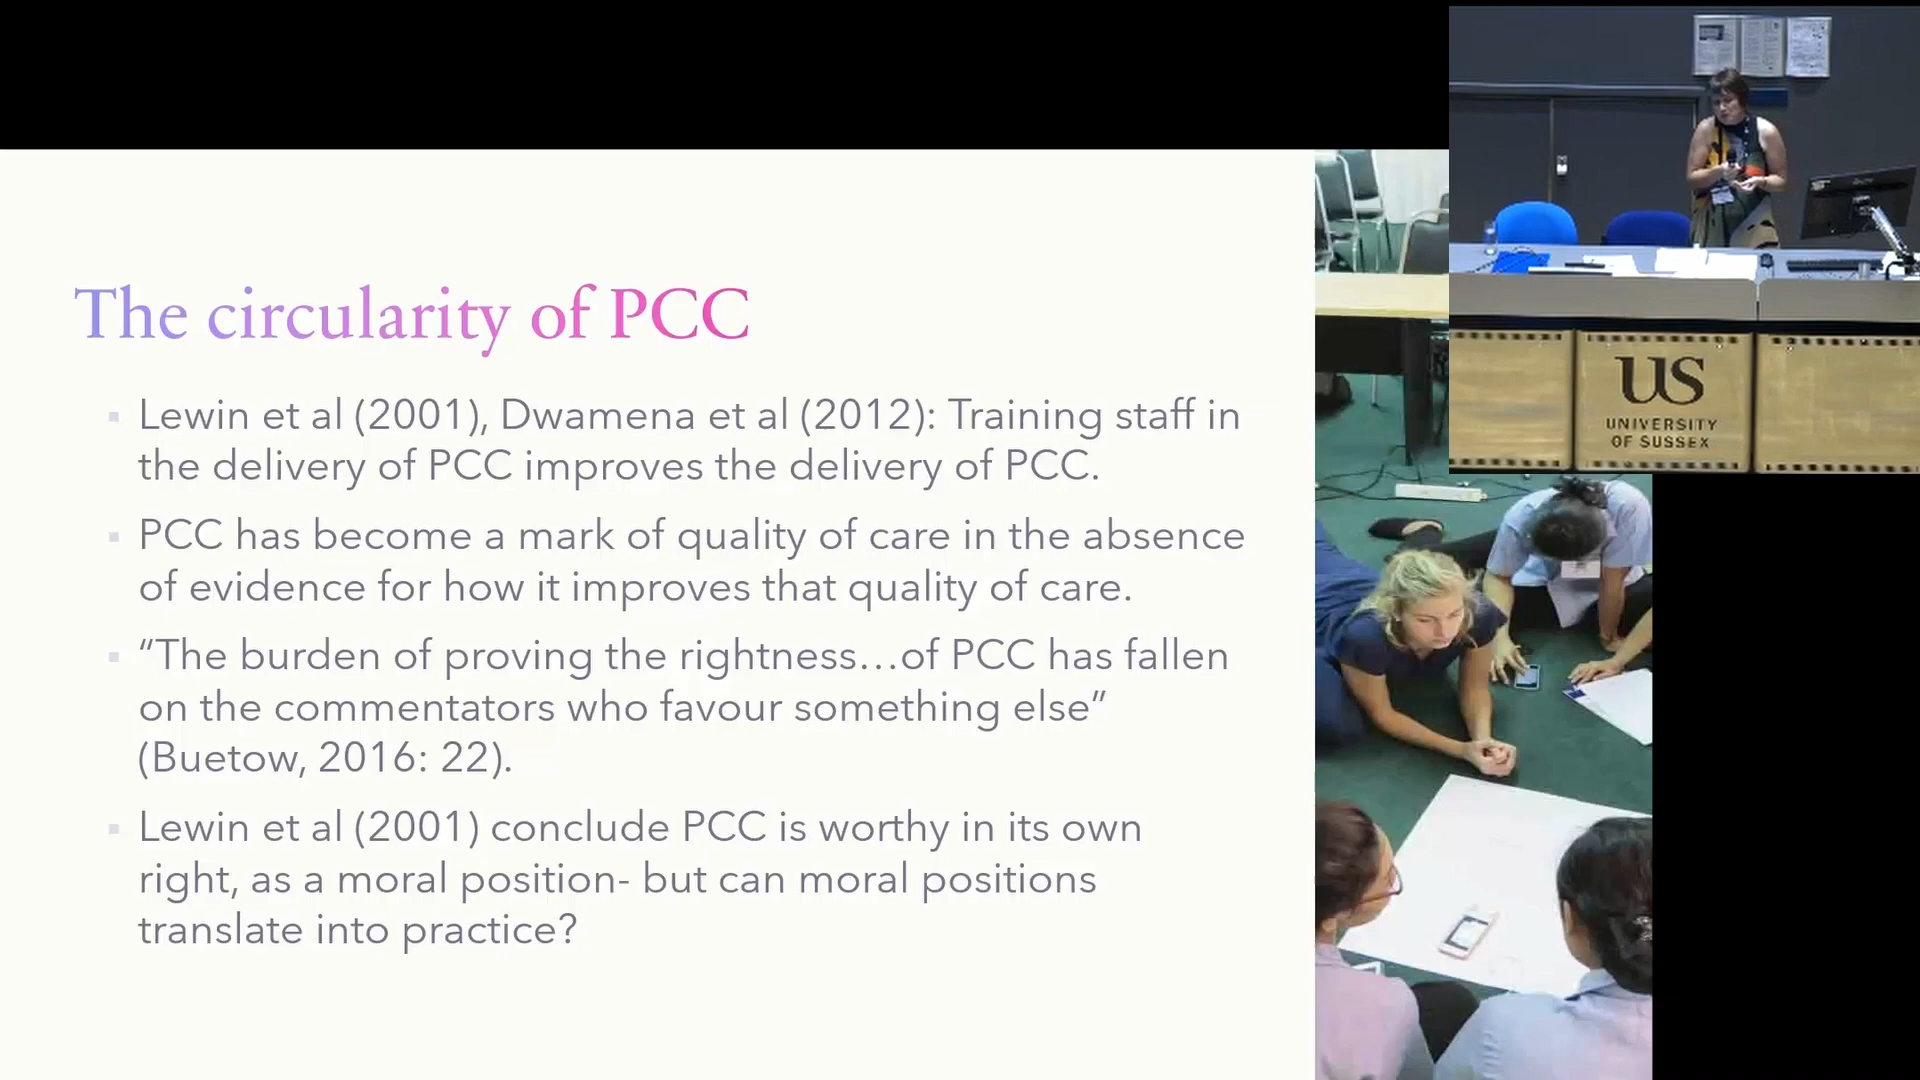 The circularity of PCC
Lewin et al (2001), Dwamena et al (2012): Training staff in
the delivery of PCC improves the delivery of PCC.
PCC has become a mark of quality of care in the absence
of evidence for how it improves that quality of care.
“The burden of proving the rightness…of PCC has fallen
on the commentators who favour something else”
(Buetow, 2016: 22).
Lewin et al (2001) conclude PCC is worthy in its own
right, as a moral position- but can moral positions
translate into practice?
US
UNIVERSITY
OF SUSSEX